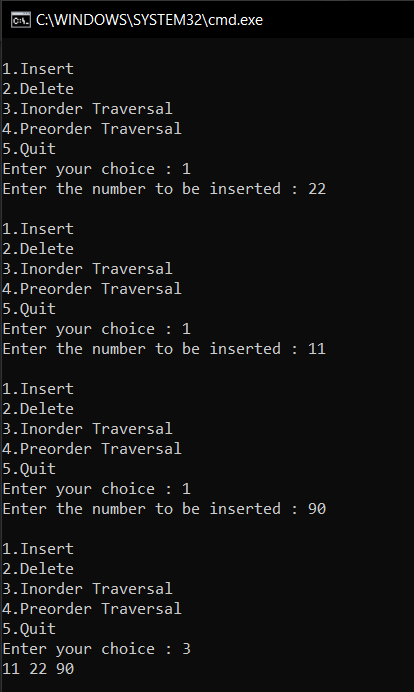 C:\WINDOWS\SYSTEM32\cmd.exe
1.Insert
2.Delete
3.Inorder Traversal
4.Preorder Traversal
5.Quit
Enter your choice : 1
Enter the number to be inserted : 22
1.Insert
2.Delete
3.Inorder Traversal
4.Preorder Traversal
5.Quit
Enter your choice : 1
Enter the number to be inserted : 11
1.Insert
2.Delete
3.Inorder Traversal
4.Preorder Traversal
5.Quit
Enter your choice : 1
Enter the number to be inserted : 90
1.Insert
2.Delete
3.Inorder Traversal
4.Preorder Traversal
5.Quit
Enter your choice : 3
11 22 90